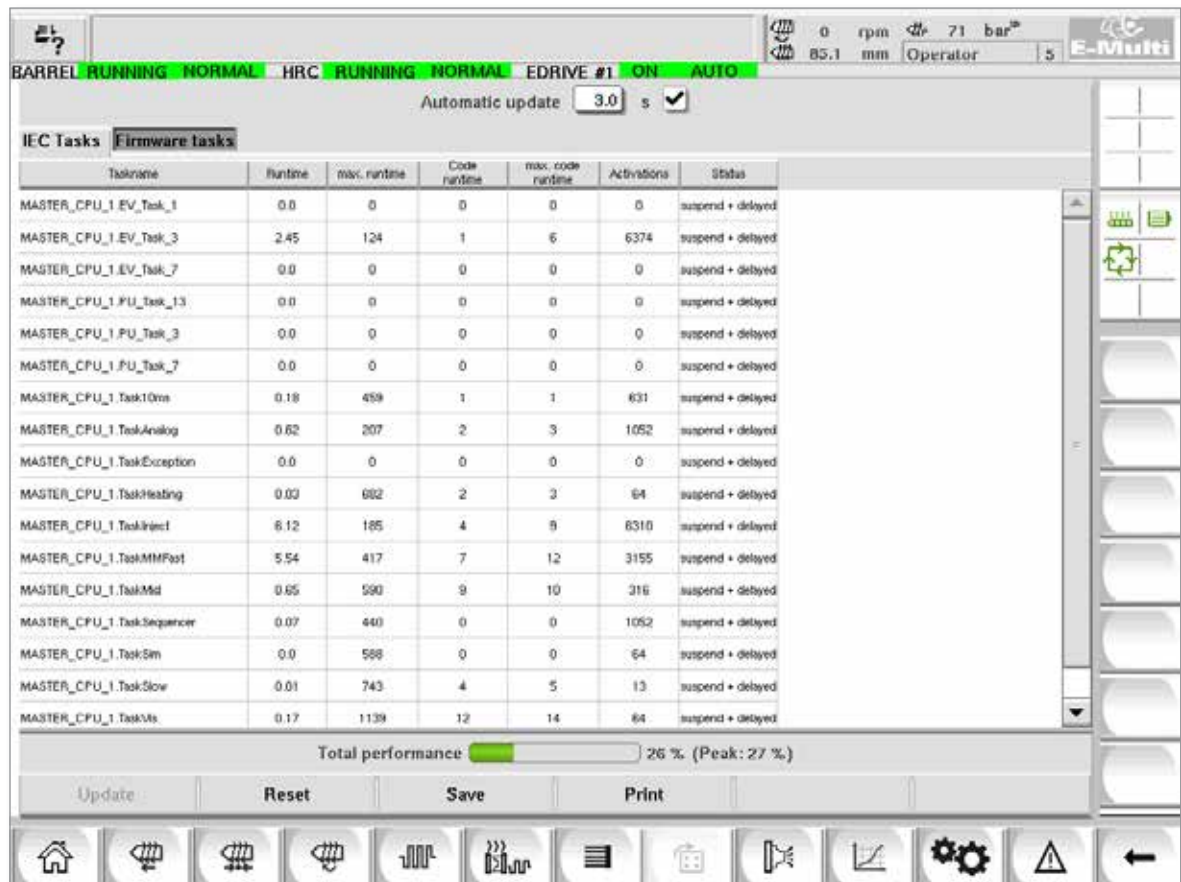 0 rpm 71 bar
E-Multi
85.1 mm Operator 5
BARREL RUNNING NORMAL HRC RUNNING NORMAL EDRIVE #1 ON AUTO
Automatic update 3.0 s
IEC Tasks Firmware tasks
Taskname Runtime max. runtime Code runtime max. code runtime Activations Status
MASTER_CPU_1.EV_Task_1 0.0 0 0 0 0 suspend + delayed
MASTER_CPU_1.EV_Task_3 2.45 124 1 6 6374 suspend + delayed
MASTER_CPU_1.EV_Task_7 0.0 0 0 0 0 suspend + delayed
MASTER_CPU_1.PU_Task_13 0.0 0 0 0 0 suspend + delayed
MASTER_CPU_1.PU_Task_3 0.0 0 0 0 0 suspend + delayed
MASTER_CPU_1.PU_Task_7 0.0 0 0 0 0 suspend + delayed
MASTER_CPU_1.Task10ms 0.18 459 1 1 631 suspend + delayed
MASTER_CPU_1.TaskAnalog 0.62 207 2 3 1052 suspend + delayed
MASTER_CPU_1.TaskException 0.0 0 0 0 0 suspend + delayed
MASTER_CPU_1.TaskHeating 0.03 682 2 3 64 suspend + delayed
MASTER_CPU_1.TaskInject 6.12 185 4 9 6310 suspend + delayed
MASTER_CPU_1.TaskMMFast 5.54 417 7 12 3155 suspend + delayed
MASTER_CPU_1.TaskMid 0.65 590 9 10 316 suspend + delayed
MASTER_CPU_1.TaskSequencer 0.07 440 0 0 1052 suspend + delayed
MASTER_CPU_1.TaskSim 0.0 588 0 0 64 suspend + delayed
MASTER_CPU_1.TaskSlow 0.01 743 4 5 13 suspend + delayed
MASTER_CPU_1.TaskVis 0.17 1139 12 14 64 suspend + delayed
Total performance 26 % (Peak: 27 %)
Update Reset Save Print